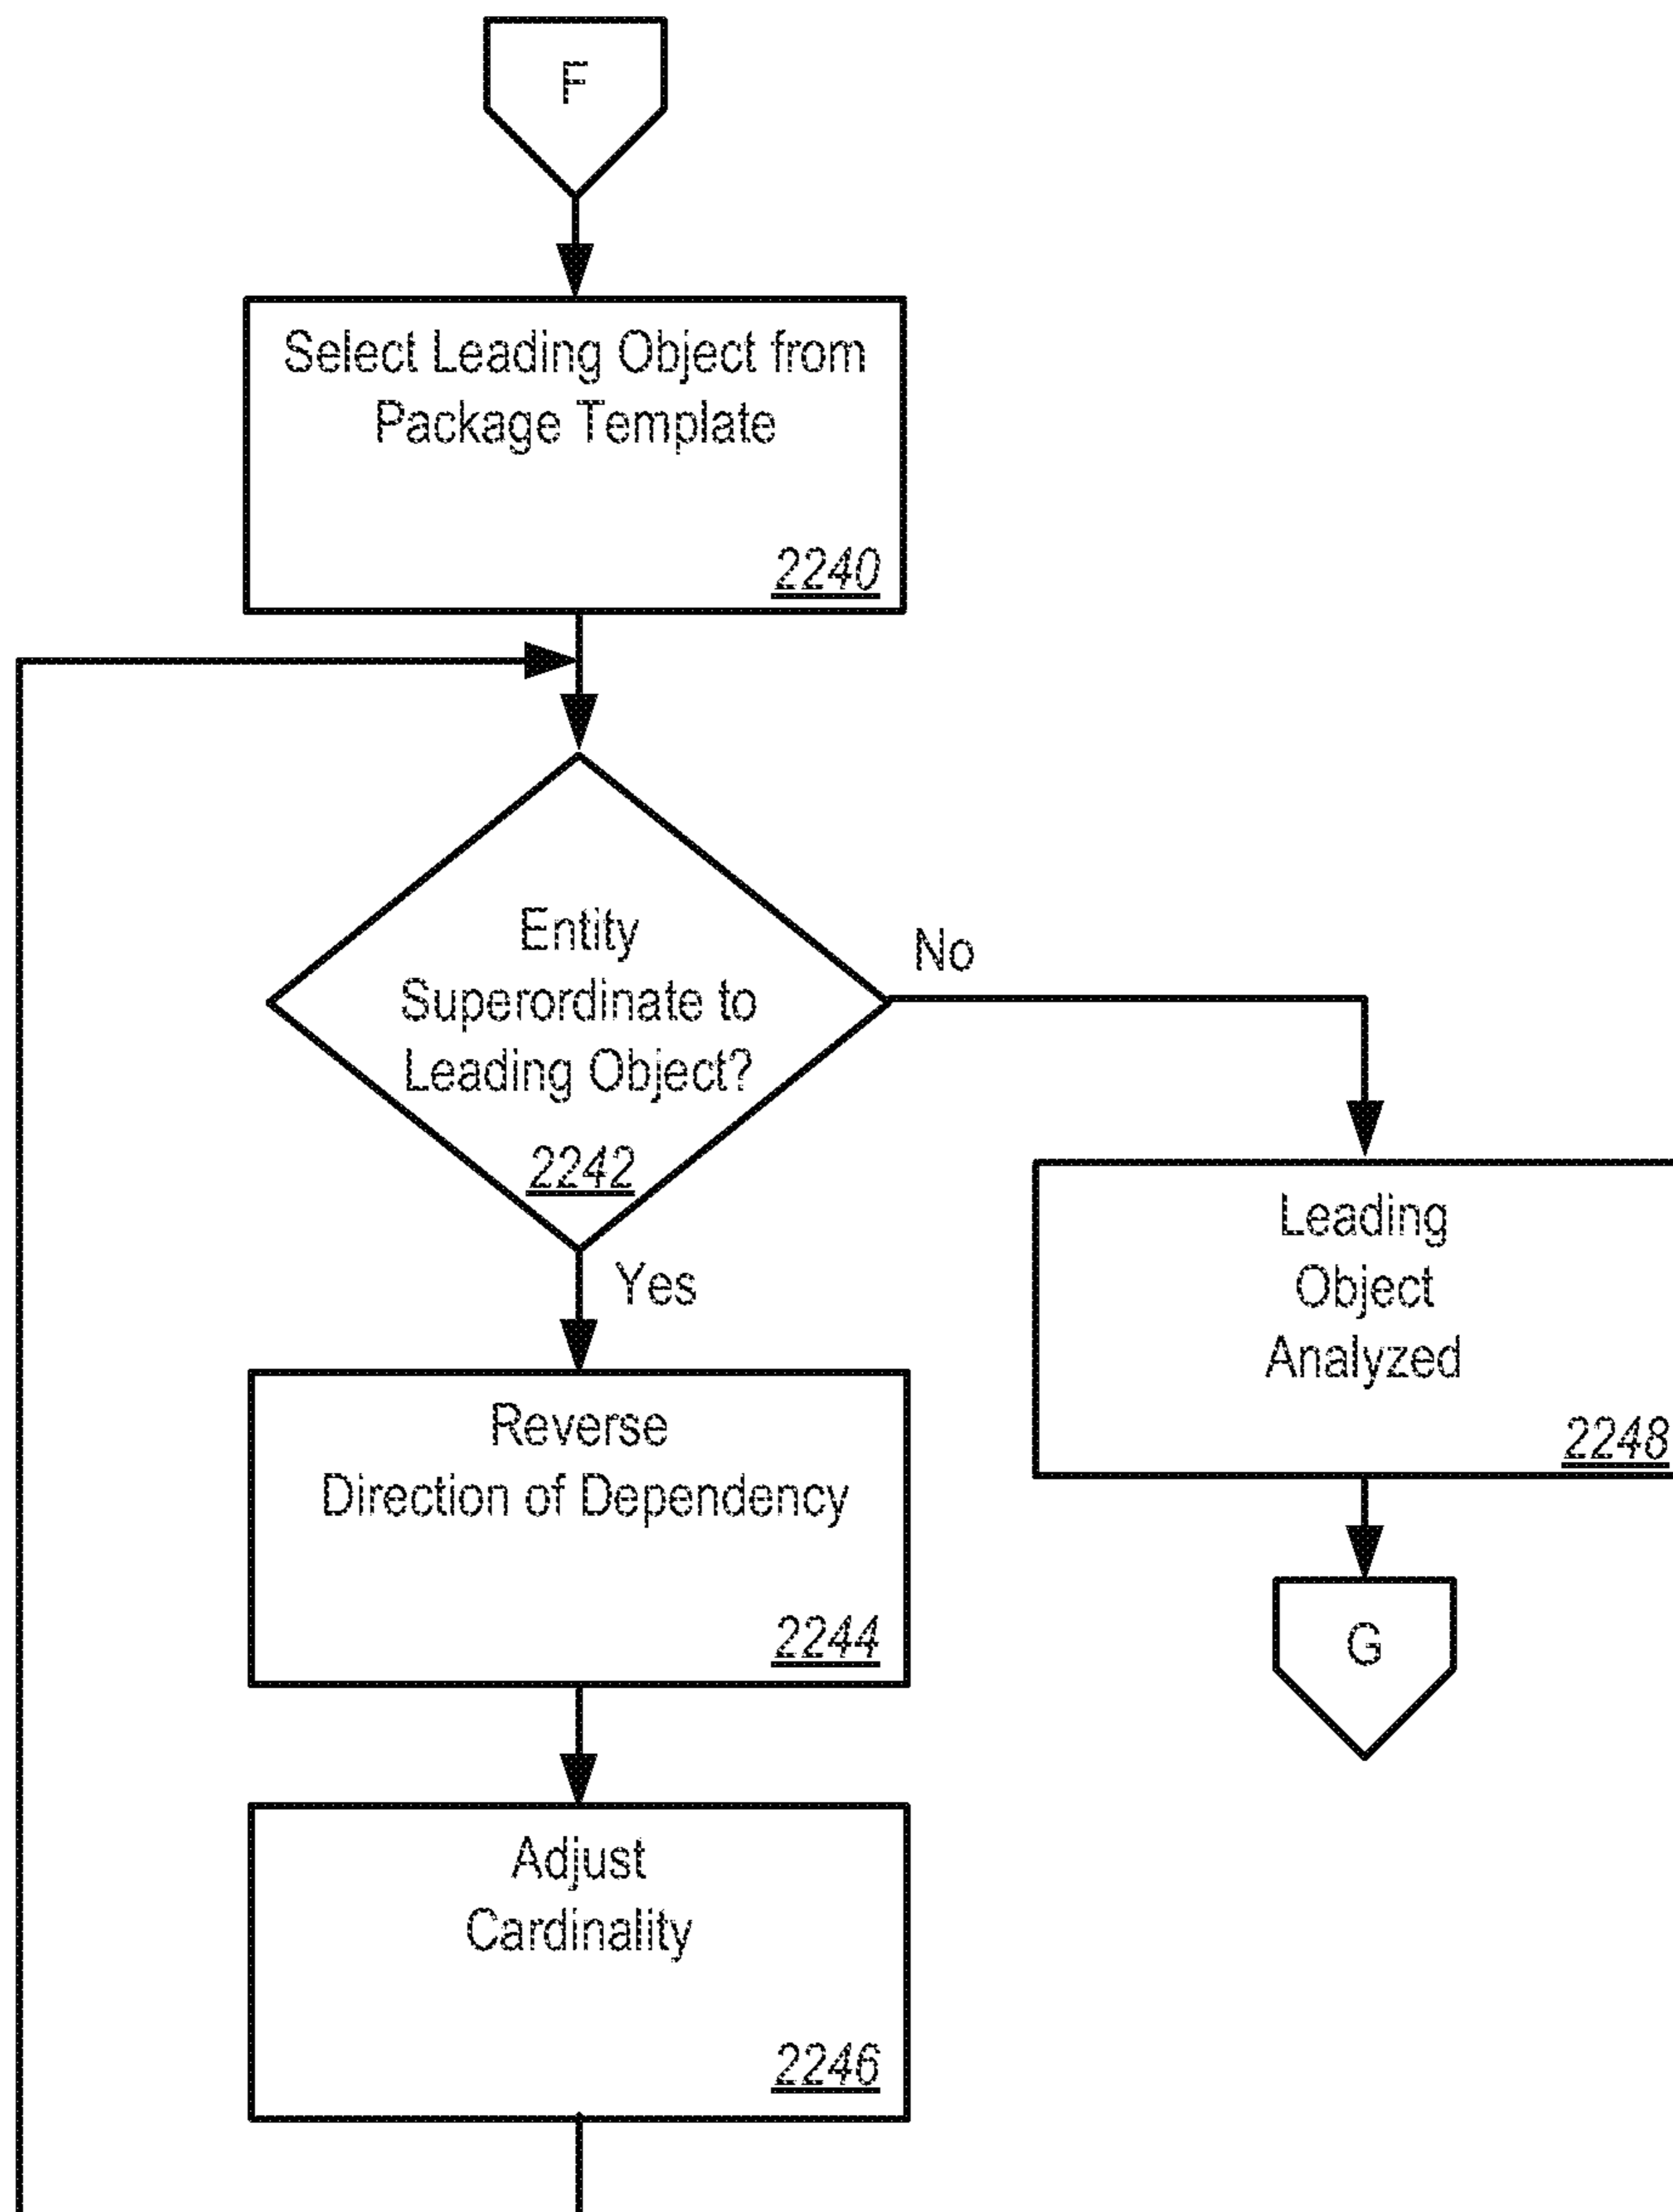 F
Select Leading Object from
Package Template
2240
Entity
Superordinate to
Leading Object?
2242
No
Yes
Leading
Object
Analyzed
2248
Reverse
Direction of Dependency
2244
G
Adjust
Cardinality
2246